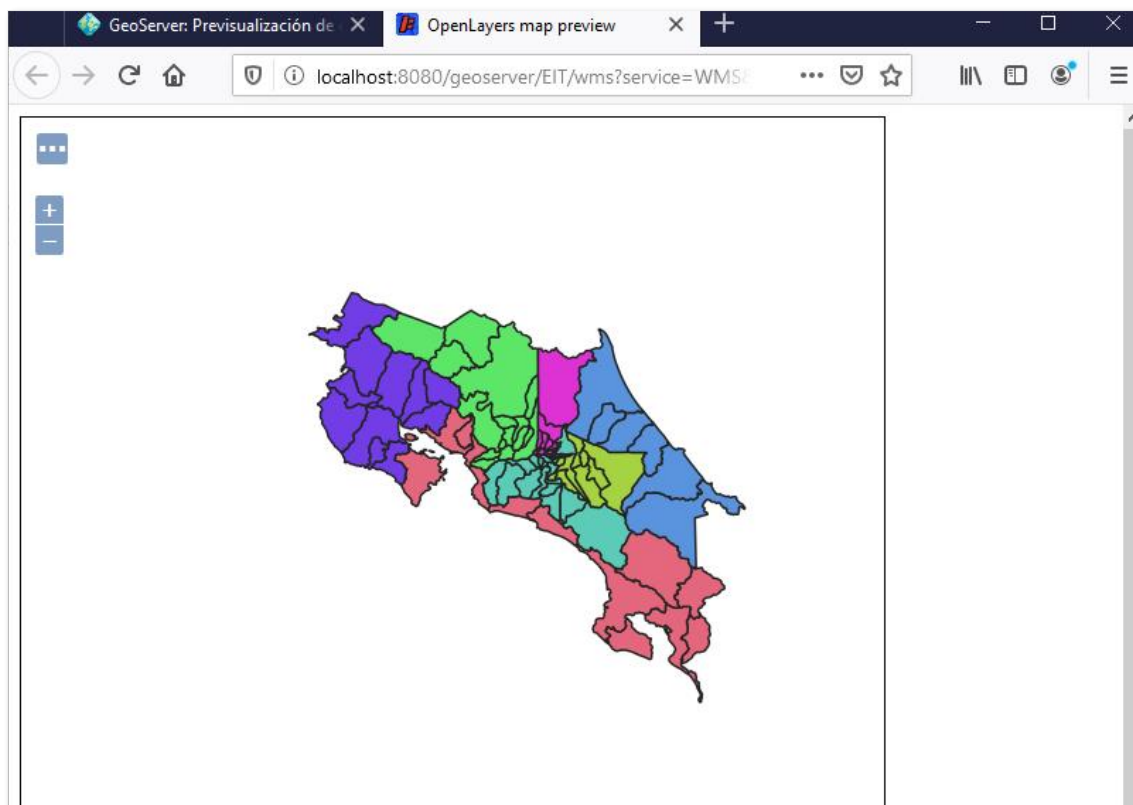 GeoServer: Previsualización de
OpenLayers map preview
localhost:8080/geoserver/EIT/wms?service=WMS